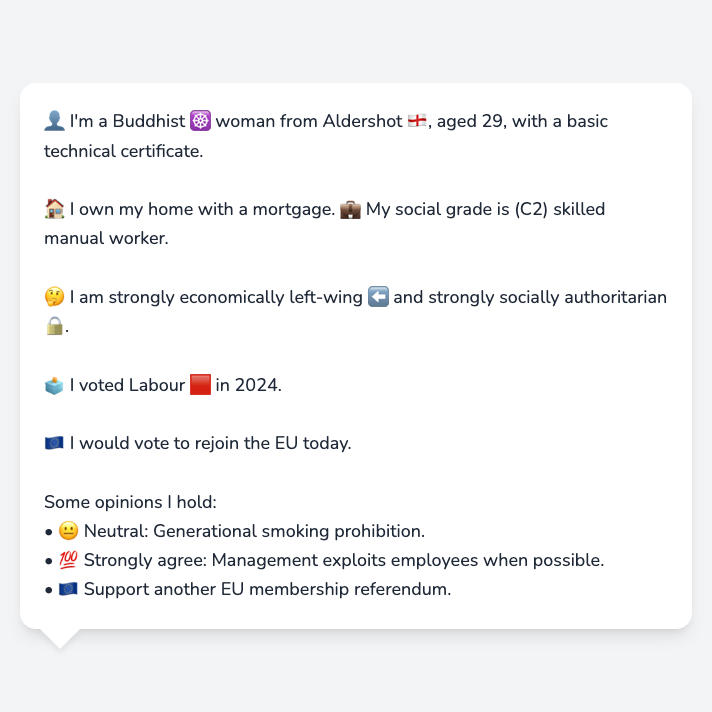 👤 I'm a Buddhist ☸️ woman from Aldershot 🏴󠁧󠁢󠁥󠁮󠁧󠁿, aged 29, with a basic
technical certificate.
🏠 I own my home with a mortgage. 💼 My social grade is (C2) skilled
manual worker.
🤔 I am strongly economically left-wing ⬅️ and strongly socially authoritarian
🔒.
🗳️ I voted Labour 🟥 in 2024.
🇪🇺 I would vote to rejoin the EU today.
Some opinions I hold:
• 😐 Neutral: Generational smoking prohibition.
• 💯 Strongly agree: Management exploits employees when possible.
• 🇪🇺 Support another EU membership referendum.